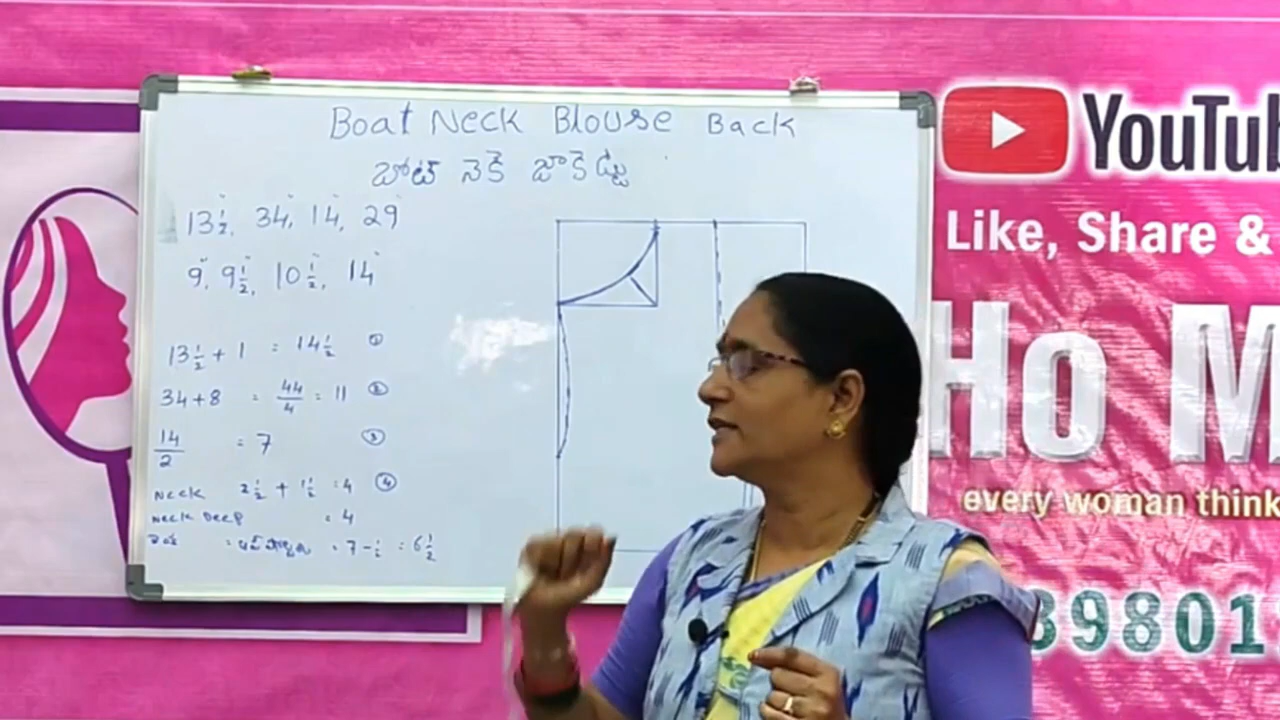 Boat Neck Blouse Back
బోట్ నెక్ జాకెట్టు
13½", 34", 14", 29"
9", 9½", 10½", 14"
13½ + 1 = 14½ ①
34+8 = 44/4 = 11 ②
14/2 = 7 ③
Neck 2½ + 1½ = 4 ④
Neck Deep = 4
= 7 - ½ = 6½
YouTub
Like, Share &
Ho M
every woman think
89801